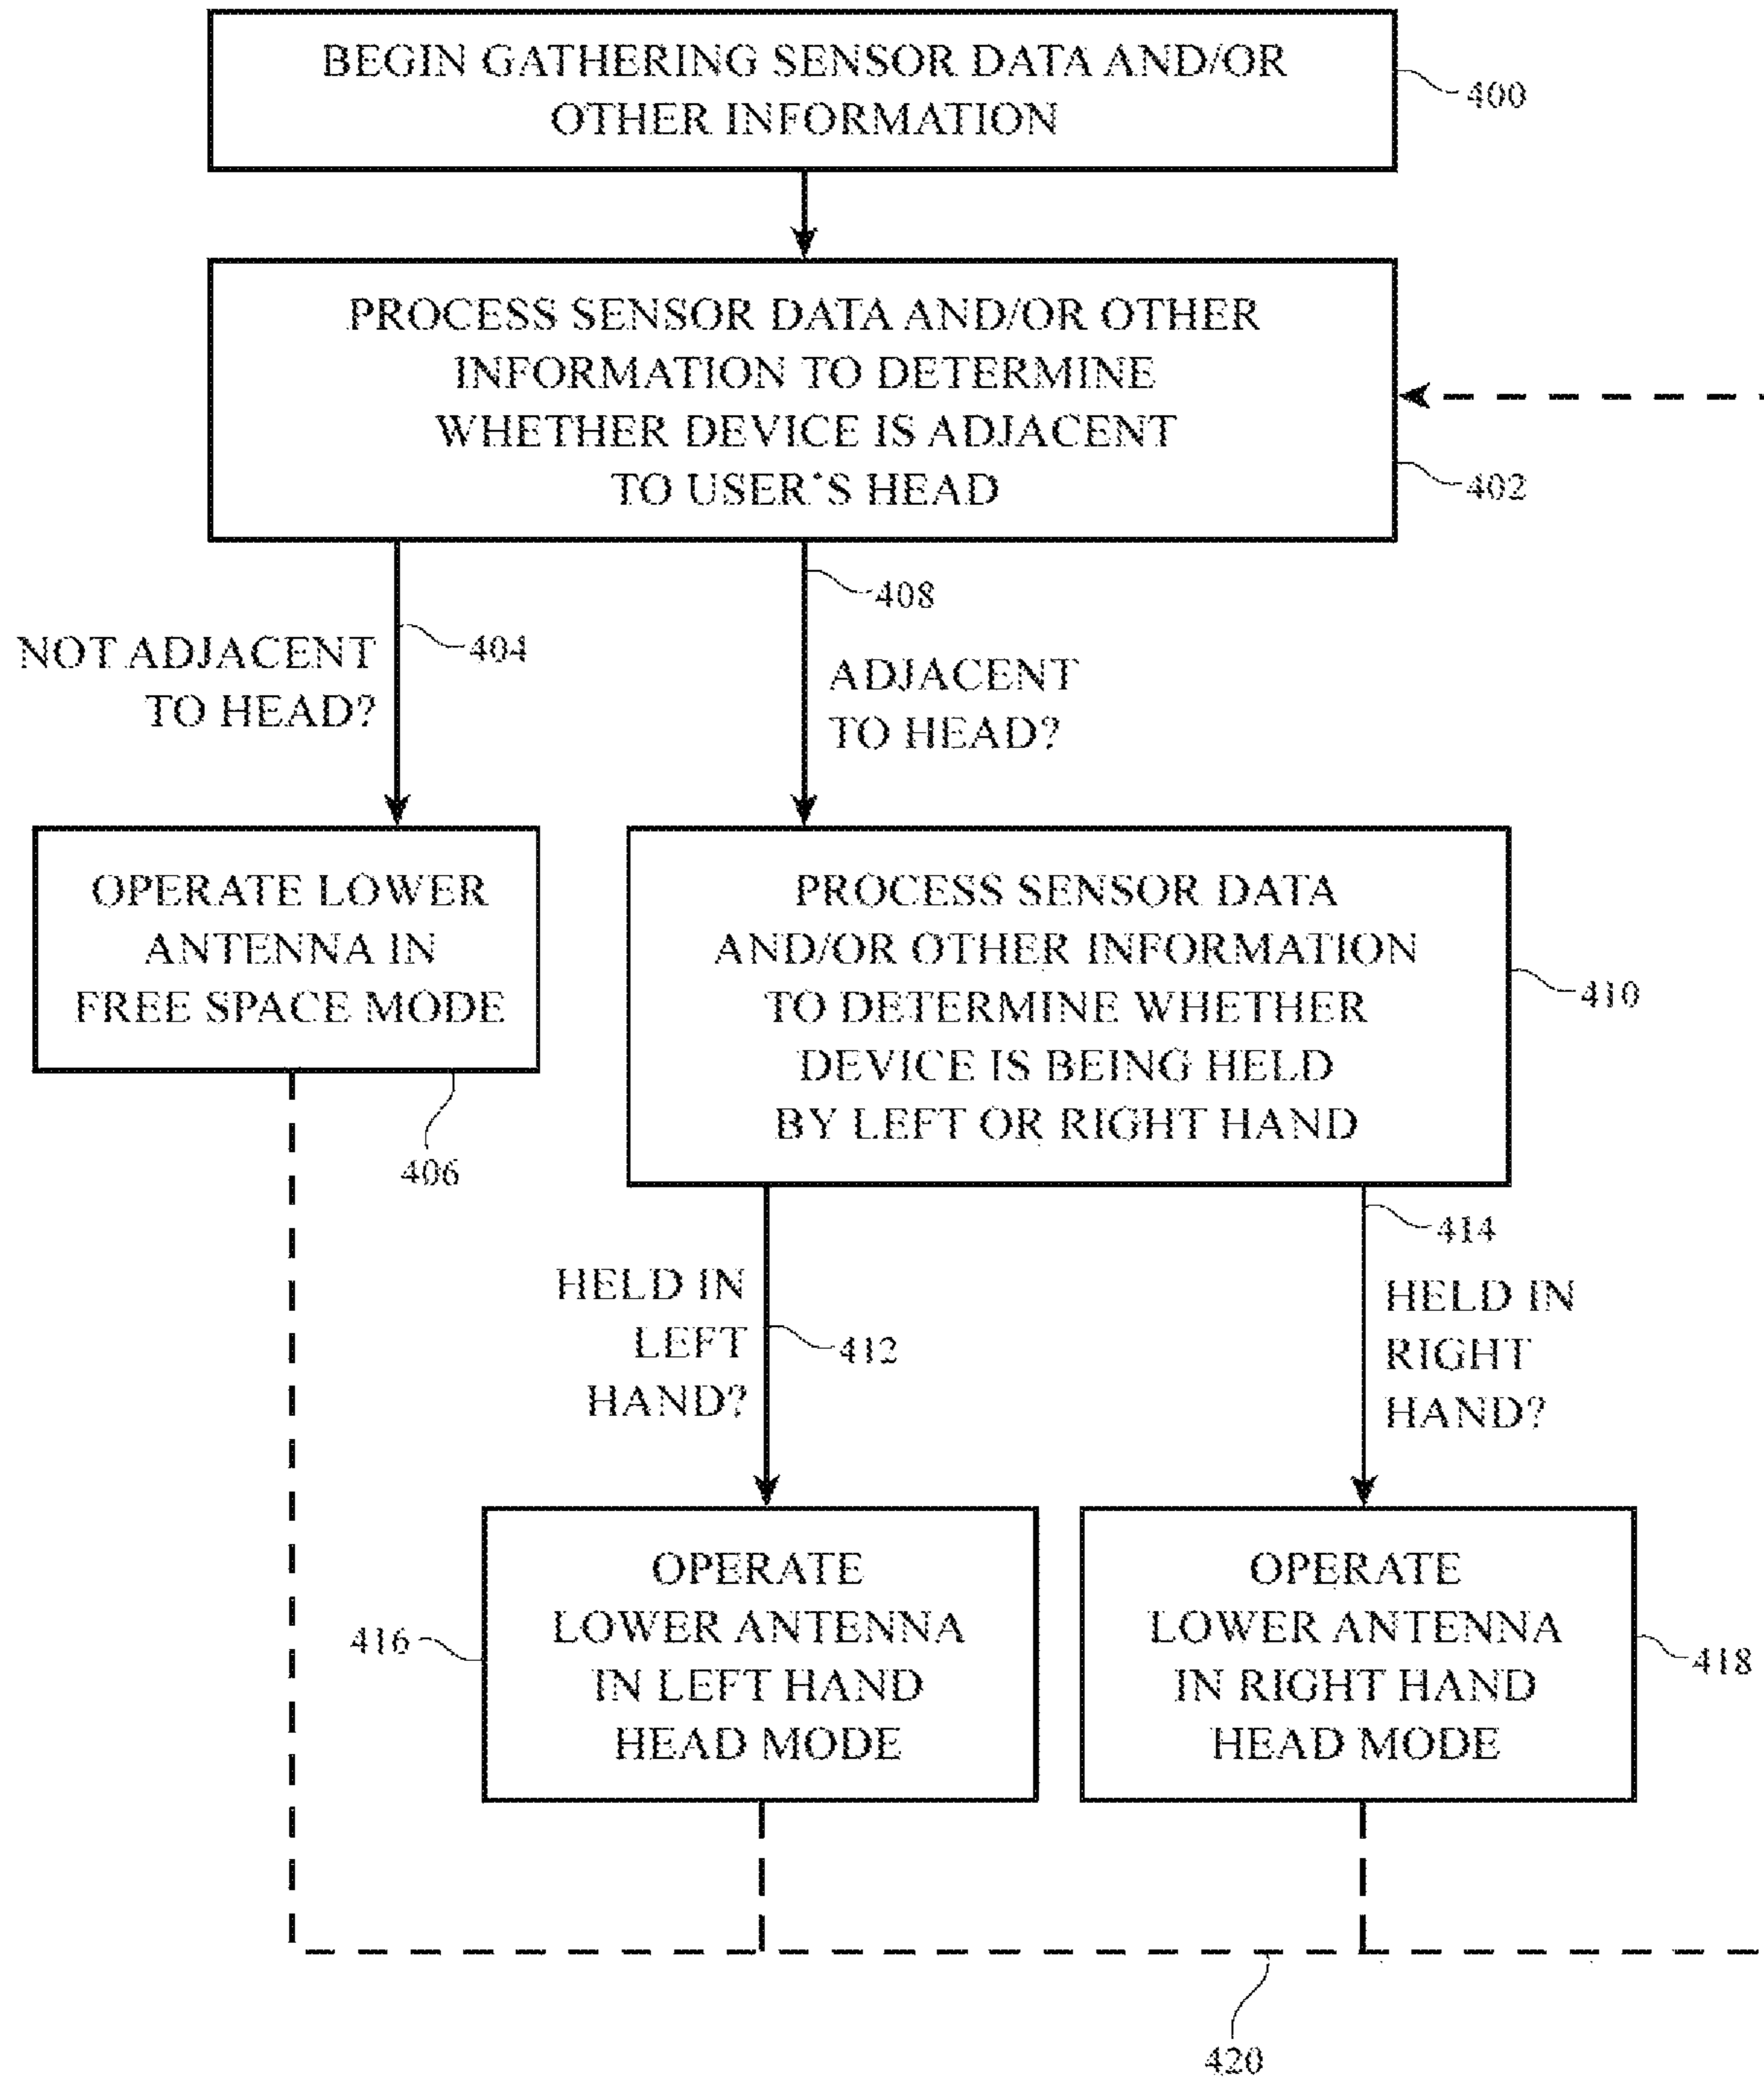 BEGIN GATHERING SENSOR DATA AND/OR
OTHER INFORMATION
400
PROCESS SENSOR DATA AND/OR OTHER
INFORMATION TO DETERMINE
WHETHER DEVICE IS ADJACENT
TO USER'S HEAD
402
408
404
NOT ADJACENT
TO HEAD?
ADJACENT
TO HEAD?
OPERATE LOWER
ANTENNA IN
FREE SPACE MODE
406
PROCESS SENSOR DATA
AND/OR OTHER INFORMATION
TO DETERMINE WHETHER
DEVICE IS BEING HELD
BY LEFT OR RIGHT HAND
410
414
HELD IN
LEFT
HAND?
412
HELD IN
RIGHT
HAND?
OPERATE
LOWER ANTENNA
IN LEFT HAND
HEAD MODE
416
OPERATE
LOWER ANTENNA
IN RIGHT HAND
HEAD MODE
418
420